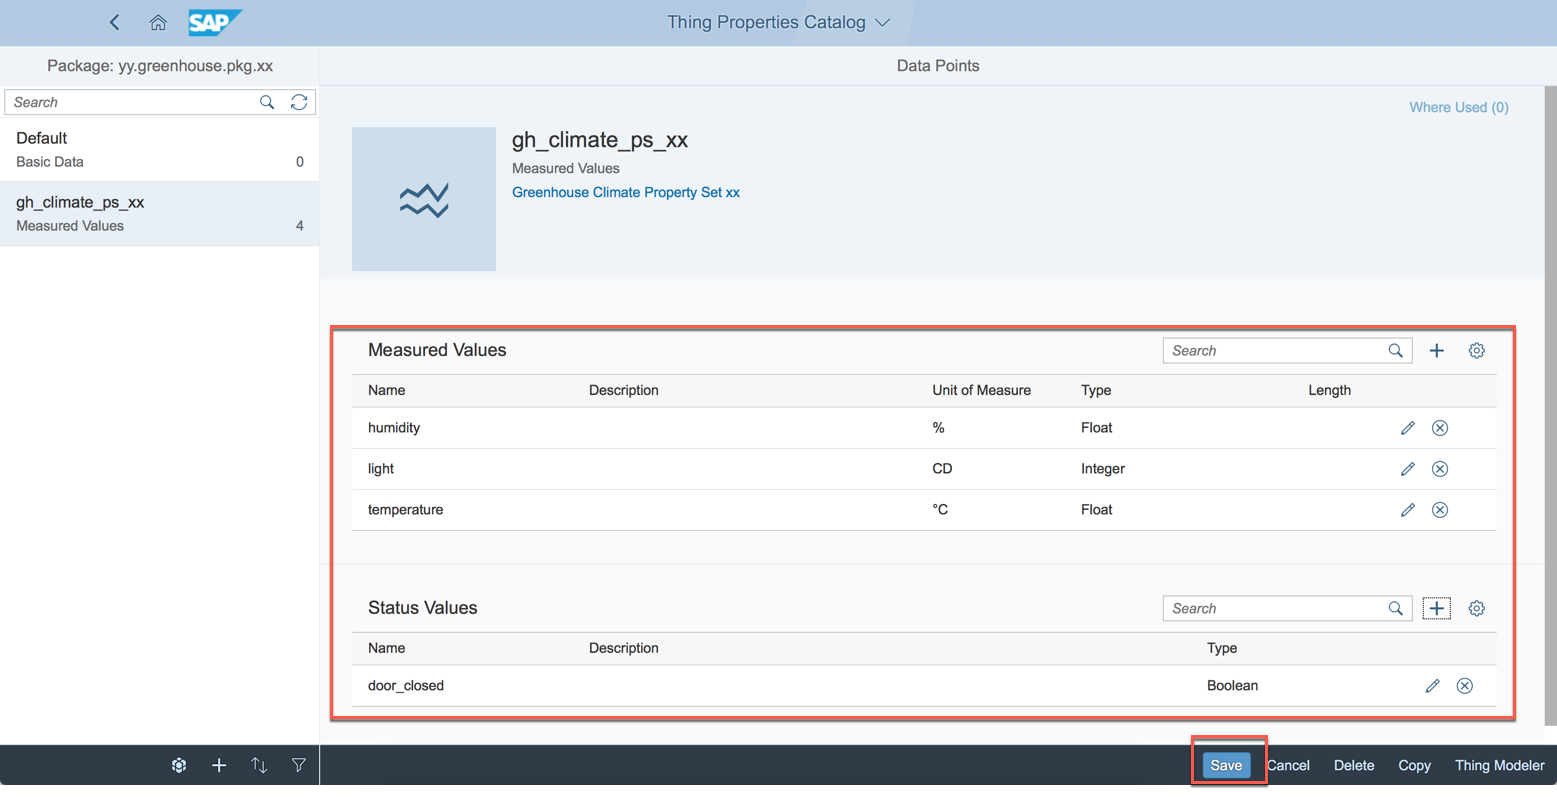 SAP
Thing Properties Catalog
Package: yy.greenhouse.pkg.xx
Data Points
Search
Default
Basic Data 0
gh_climate_ps_xx
Measured Values 4
Where Used (0)
gh_climate_ps_xx
Measured Values
Greenhouse Climate Property Set xx
Measured Values Search
Name Description Unit of Measure Type Length
humidity % Float
light CD Integer
temperature °C Float
Status Values Search
Name Description Type
door_closed Boolean
Save Cancel Delete Copy Thing Modeler